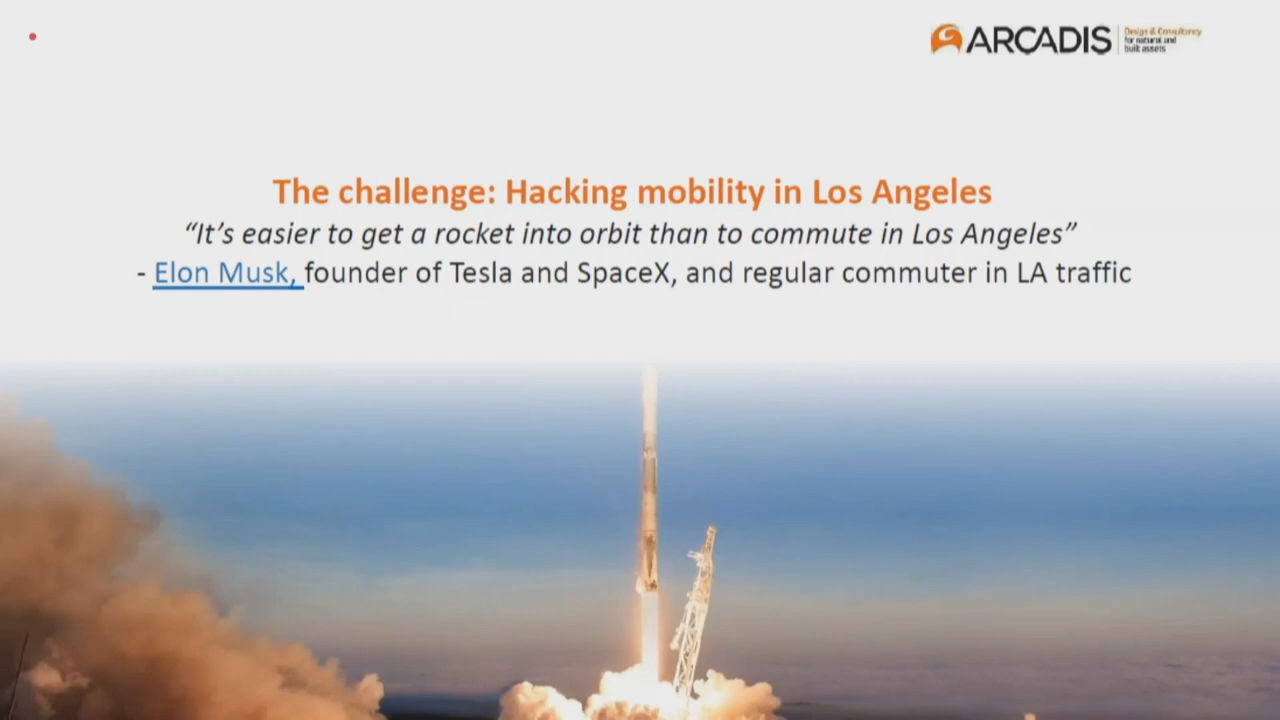 ARCADIS
Design & Consultancy
for natural and
built assets
The challenge: Hacking mobility in Los Angeles
“It’s easier to get a rocket into orbit than to commute in Los Angeles”
- Elon Musk, founder of Tesla and SpaceX, and regular commuter in LA traffic